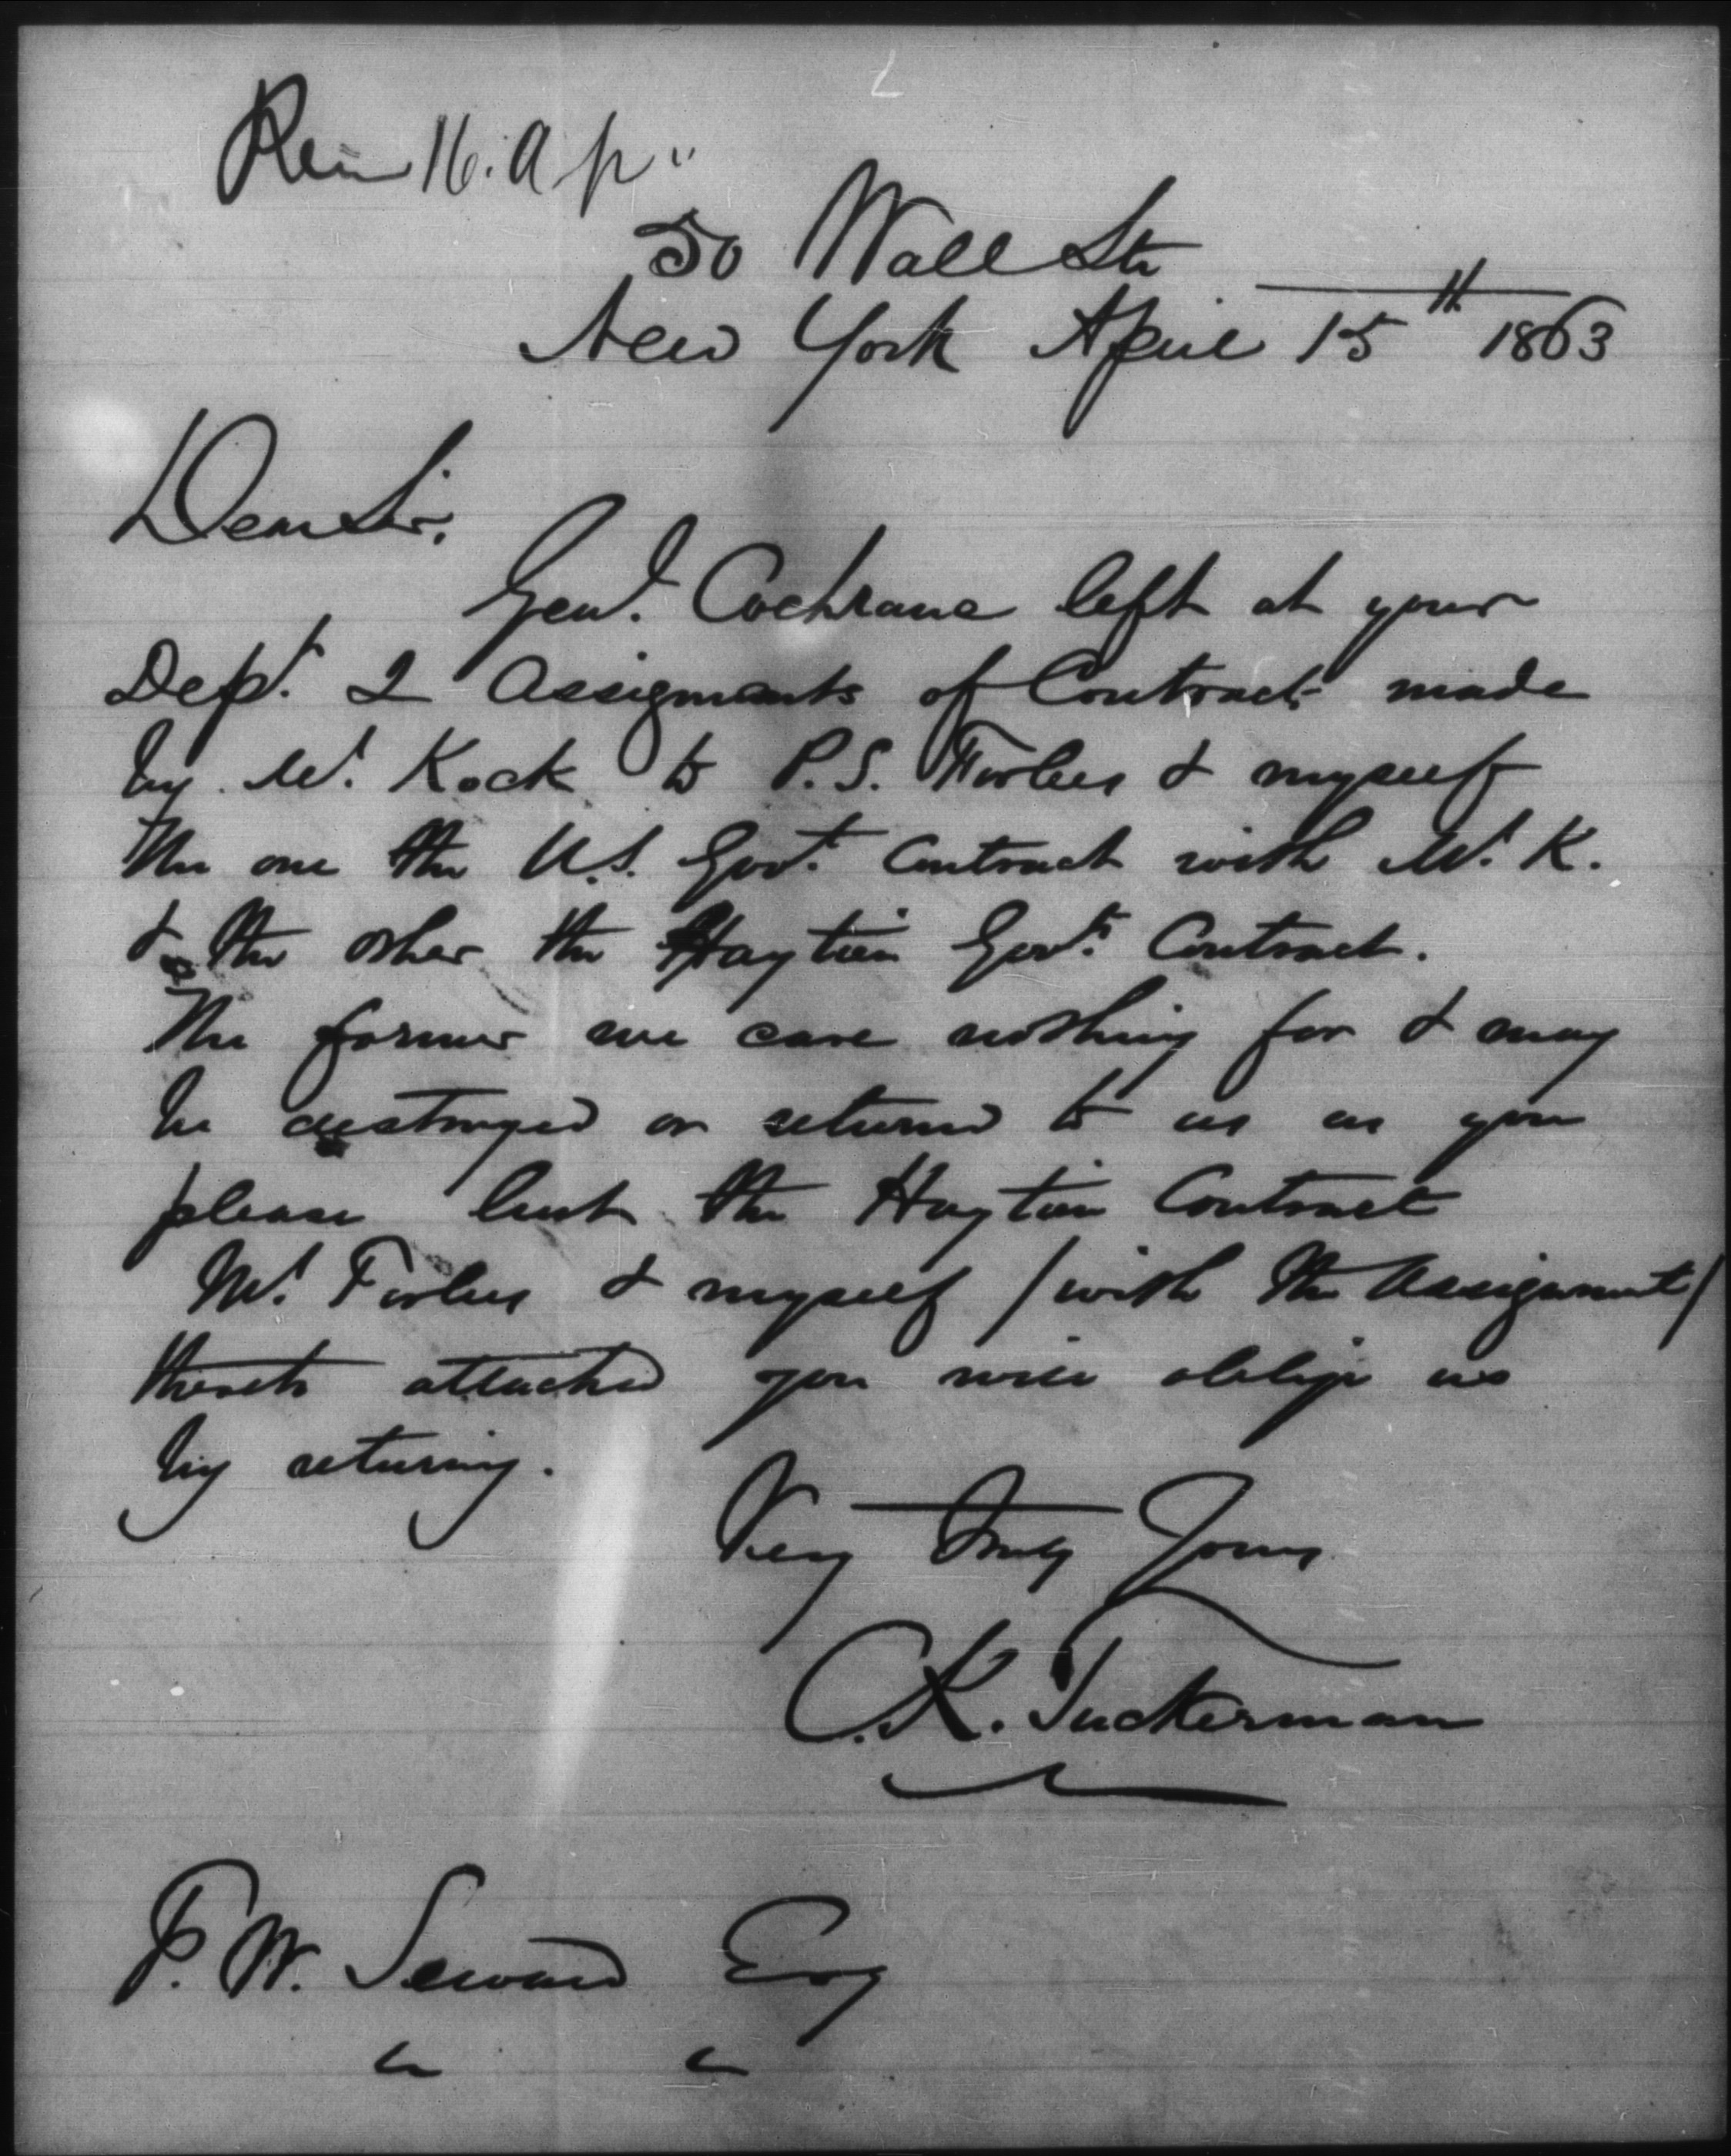 Rec 16. Ap.
50 Wall St.
New York April 15th 1863
Dear Sir.
Genl. Cochrane left at your
Dept. 2 Assignments of Contract made
by Mr. Kock to P.S. Forbes & myself
The one the U.S. Govt. Contract with Mr. K.
& the other the Haytien Govt. Contract.
The former we care nothing for & may
be destroyed or returned to us as you
please but the Haytien Contract
Mr. Forbes & myself (with the Assignment)
thereto attached you will oblige us
by returning.
Very truly Yours
C.K. Tuckerman
F. W. Seward Esq